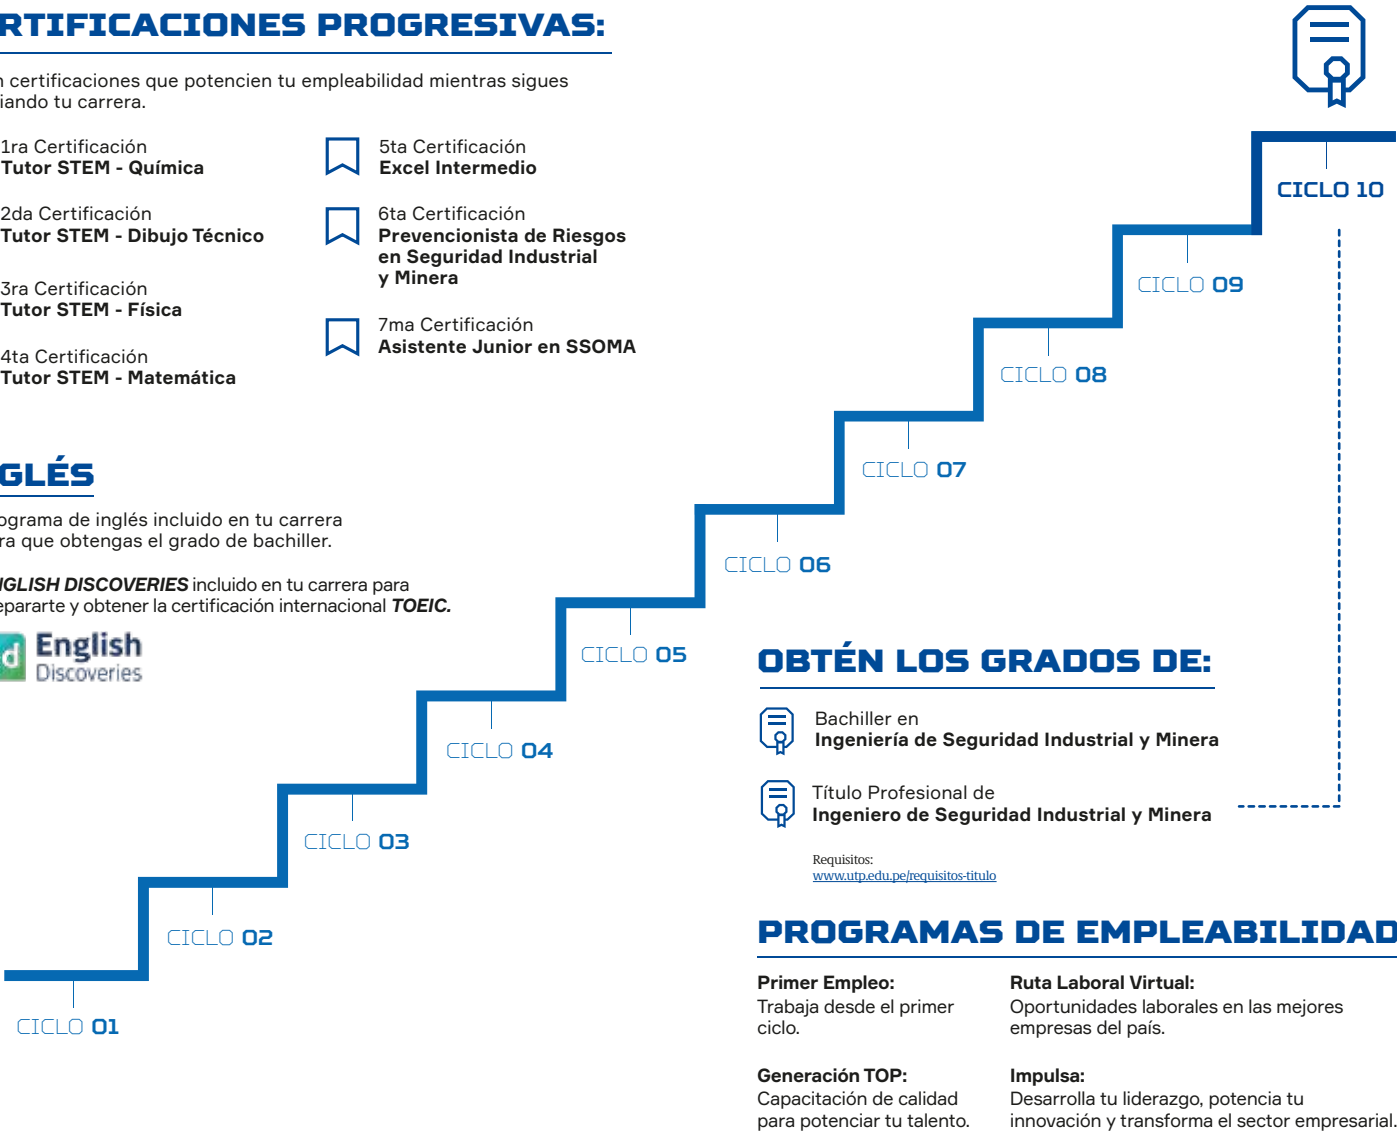 RTIFICACIONES PROGRESIVAS:
n certificaciones que potencien tu empleabilidad mientras sigues
iando tu carrera.
1ra Certificación
Tutor STEM - Química
2da Certificación
Tutor STEM - Dibujo Técnico
3ra Certificación
Tutor STEM - Física
4ta Certificación
Tutor STEM - Matemática
5ta Certificación
Excel Intermedio
6ta Certificación
Prevencionista de Riesgos
en Seguridad Industrial
y Minera
7ma Certificación
Asistente Junior en SSOMA
GLÉS
ograma de inglés incluido en tu carrera
ra que obtengas el grado de bachiller.
NGLISH DISCOVERIES incluido en tu carrera para
epararte y obtener la certificación internacional TOEIC.
d English
Discoveries
CICLO 10
CICLO 09
CICLO 08
CICLO 07
CICLO 06
CICLO 05
CICLO 04
CICLO 03
CICLO 02
CICLO 01
OBTÉN LOS GRADOS DE:
Bachiller en
Ingeniería de Seguridad Industrial y Minera
Título Profesional de
Ingeniero de Seguridad Industrial y Minera
Requisitos:
www.utp.edu.pe/requisitos-titulo
PROGRAMAS DE EMPLEABILIDAD
Primer Empleo:
Trabaja desde el primer
ciclo.
Ruta Laboral Virtual:
Oportunidades laborales en las mejores
empresas del país.
Generación TOP:
Capacitación de calidad
para potenciar tu talento.
Impulsa:
Desarrolla tu liderazgo, potencia tu
innovación y transforma el sector empresarial.